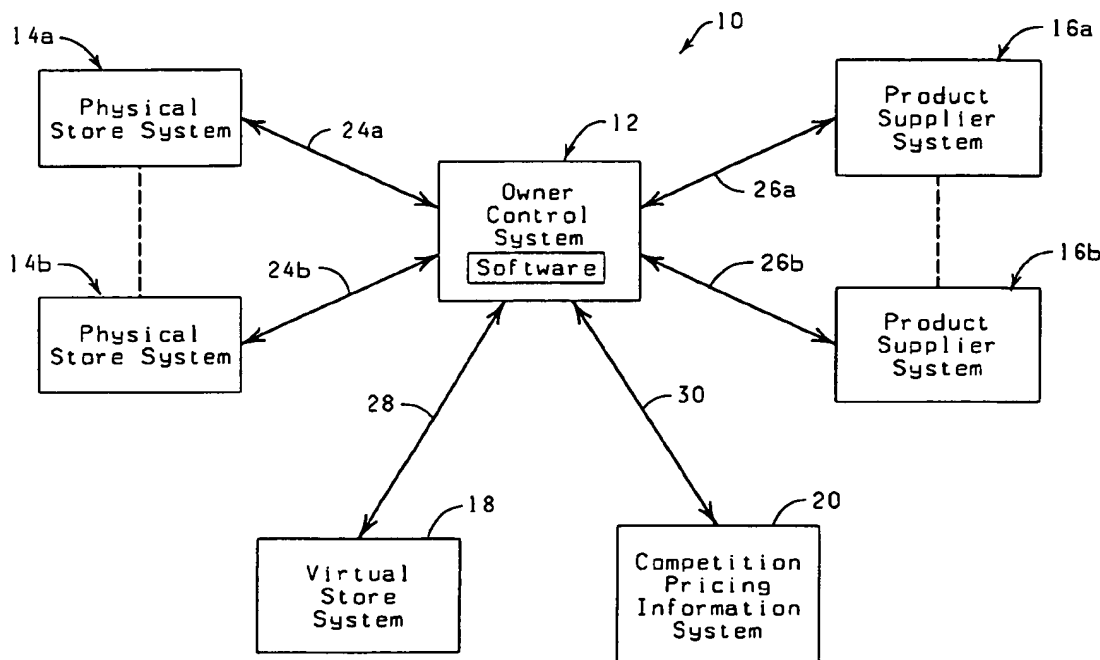 10
14a
16a
Physical
Store System
24a
12
Product
Supplier
System
Owner
Control
System
Software
26a
14b
24b
26b
16b
Physical
Store System
Product
Supplier
System
28
30
18
20
Virtual
Store
System
Competition
Pricing
Information
System